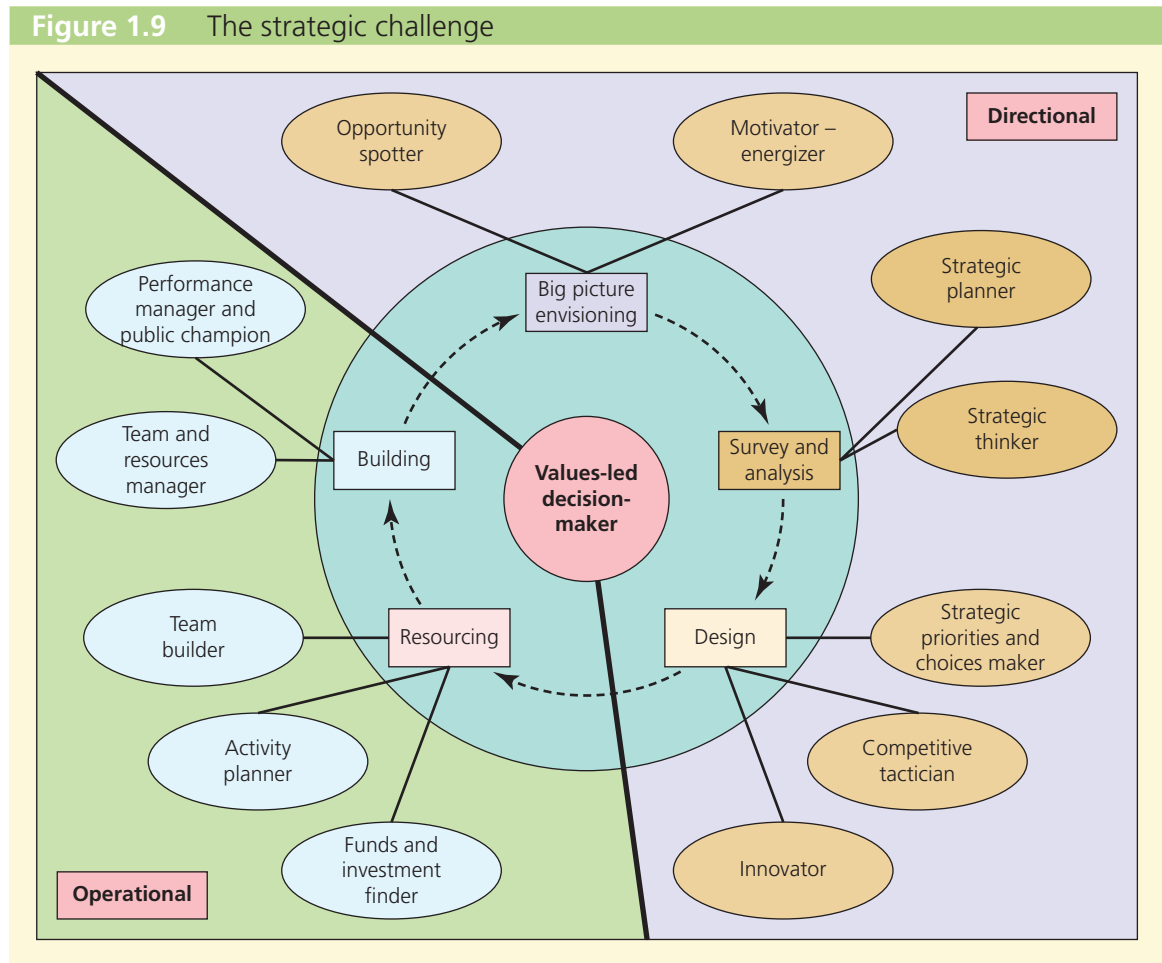 Figure 1.9 The strategic challenge
Directional
Opportunity
spotter
Motivator –
energizer
Strategic
planner
Strategic
thinker
Strategic
priorities and
choices maker
Competitive
tactician
Innovator
Funds and
investment
finder
Activity
planner
Team
builder
Team and
resources
manager
Performance
manager and
public champion
Big picture
envisioning
Survey and
analysis
Design
Resourcing
Building
Values-led
decision-
maker
Operational